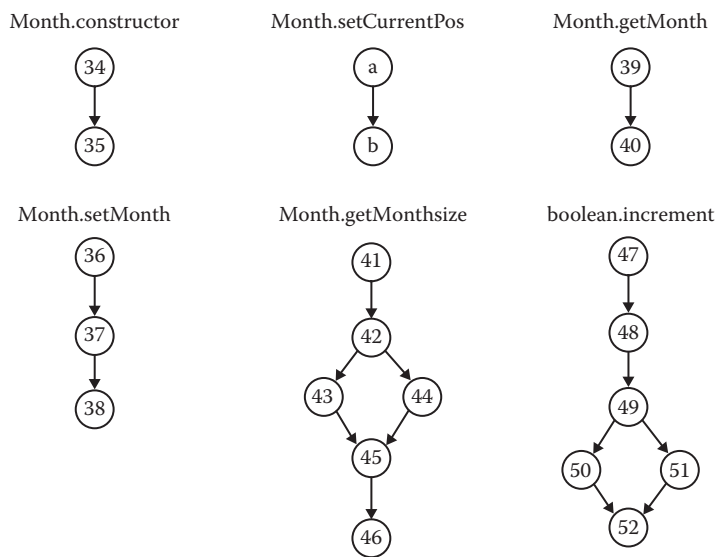 Month.constructor
Month.setCurrentPos
Month.getMonth
34
a
39
35
b
40
Month.setMonth
Month.getMonthsize
boolean.increment
36
41
47
37
42
48
38
43
44
49
45
50
51
46
52